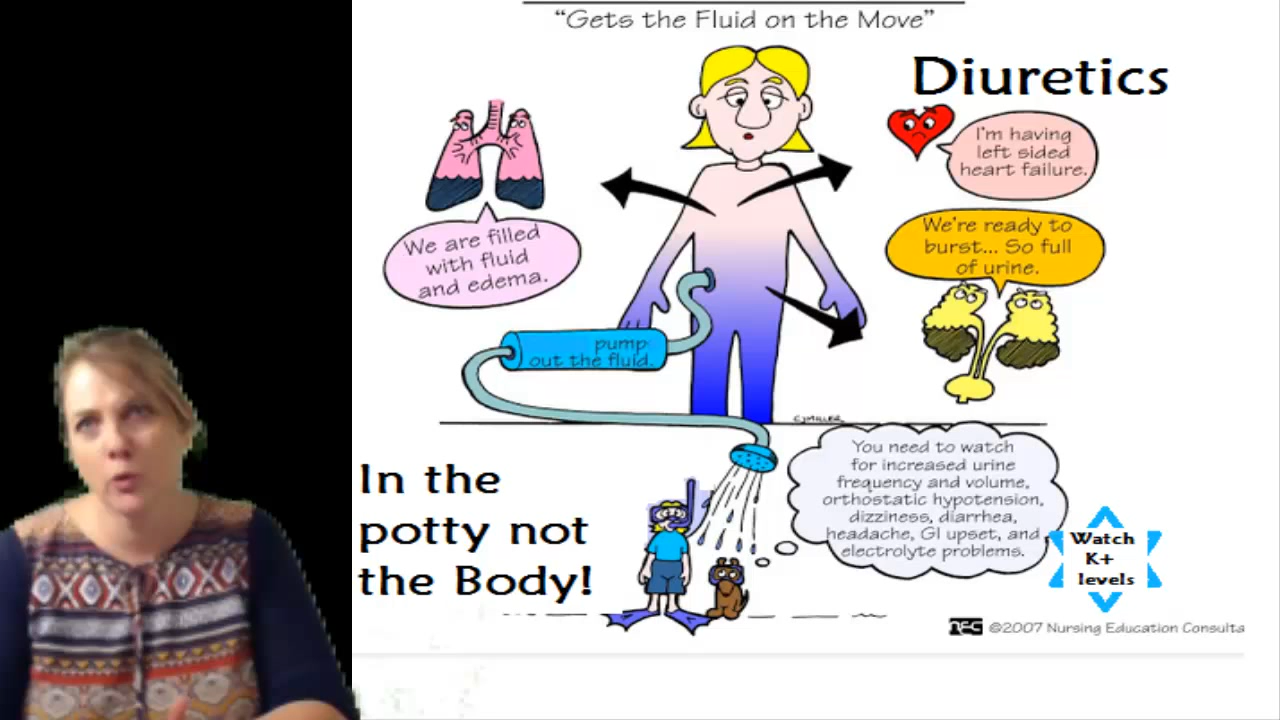 “Gets the Fluid on the Move”
Diuretics
I'm having
left sided
heart failure.
We are filled
with fluid
and edema.
We're ready to
burst... So full
of urine.
pump
out the fluid.
CJMILLER
In the
potty not
the Body!
You need to watch
for increased urine
frequency and volume,
orthostatic hypotension,
dizziness, diarrhea,
headache, GI upset, and
electrolyte problems.
Watch
K+
levels
NEC ©2007 Nursing Education Consulta